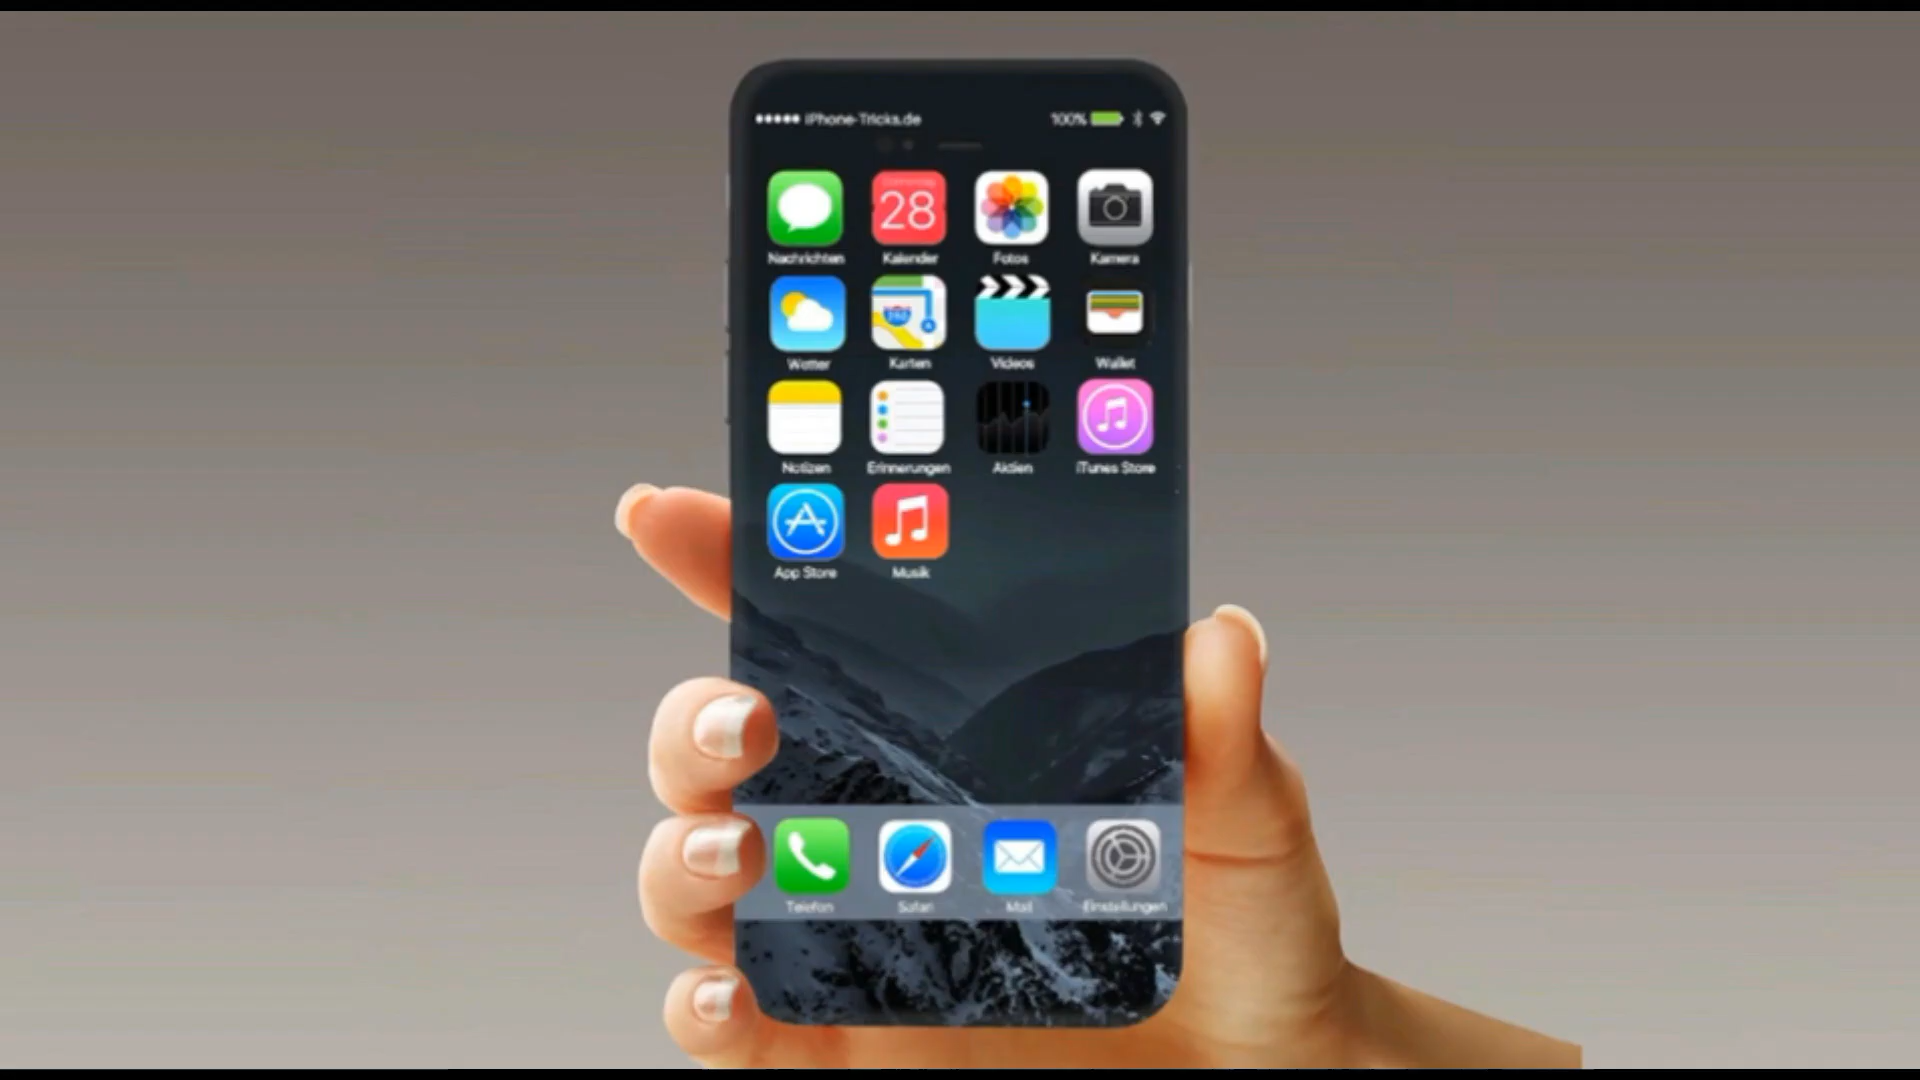 iPhone-Tricks.de 100%
28
Nachrichten Kalender Fotos Kamera
Wetter Karten Videos Wallet
Notizen Erinnerungen Aktien iTunes Store
App Store Musik
Telefon Safari Mail Einstellungen